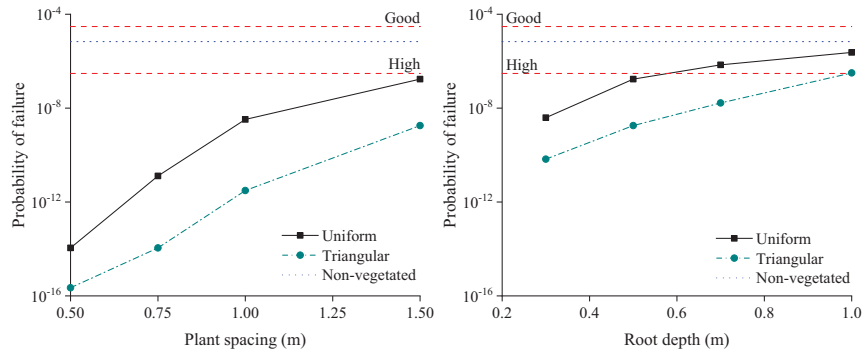 10⁻⁴
Good
High
10⁻⁸
10⁻¹²
10⁻¹⁶
Probability of failure
Uniform
Triangular
Non-vegetated
0.50
0.75
1.00
1.25
1.50
Plant spacing (m)
10⁻⁴
Good
High
10⁻⁸
10⁻¹²
10⁻¹⁶
Probability of failure
Uniform
Triangular
Non-vegetated
0.2
0.4
0.6
0.8
1.0
Root depth (m)